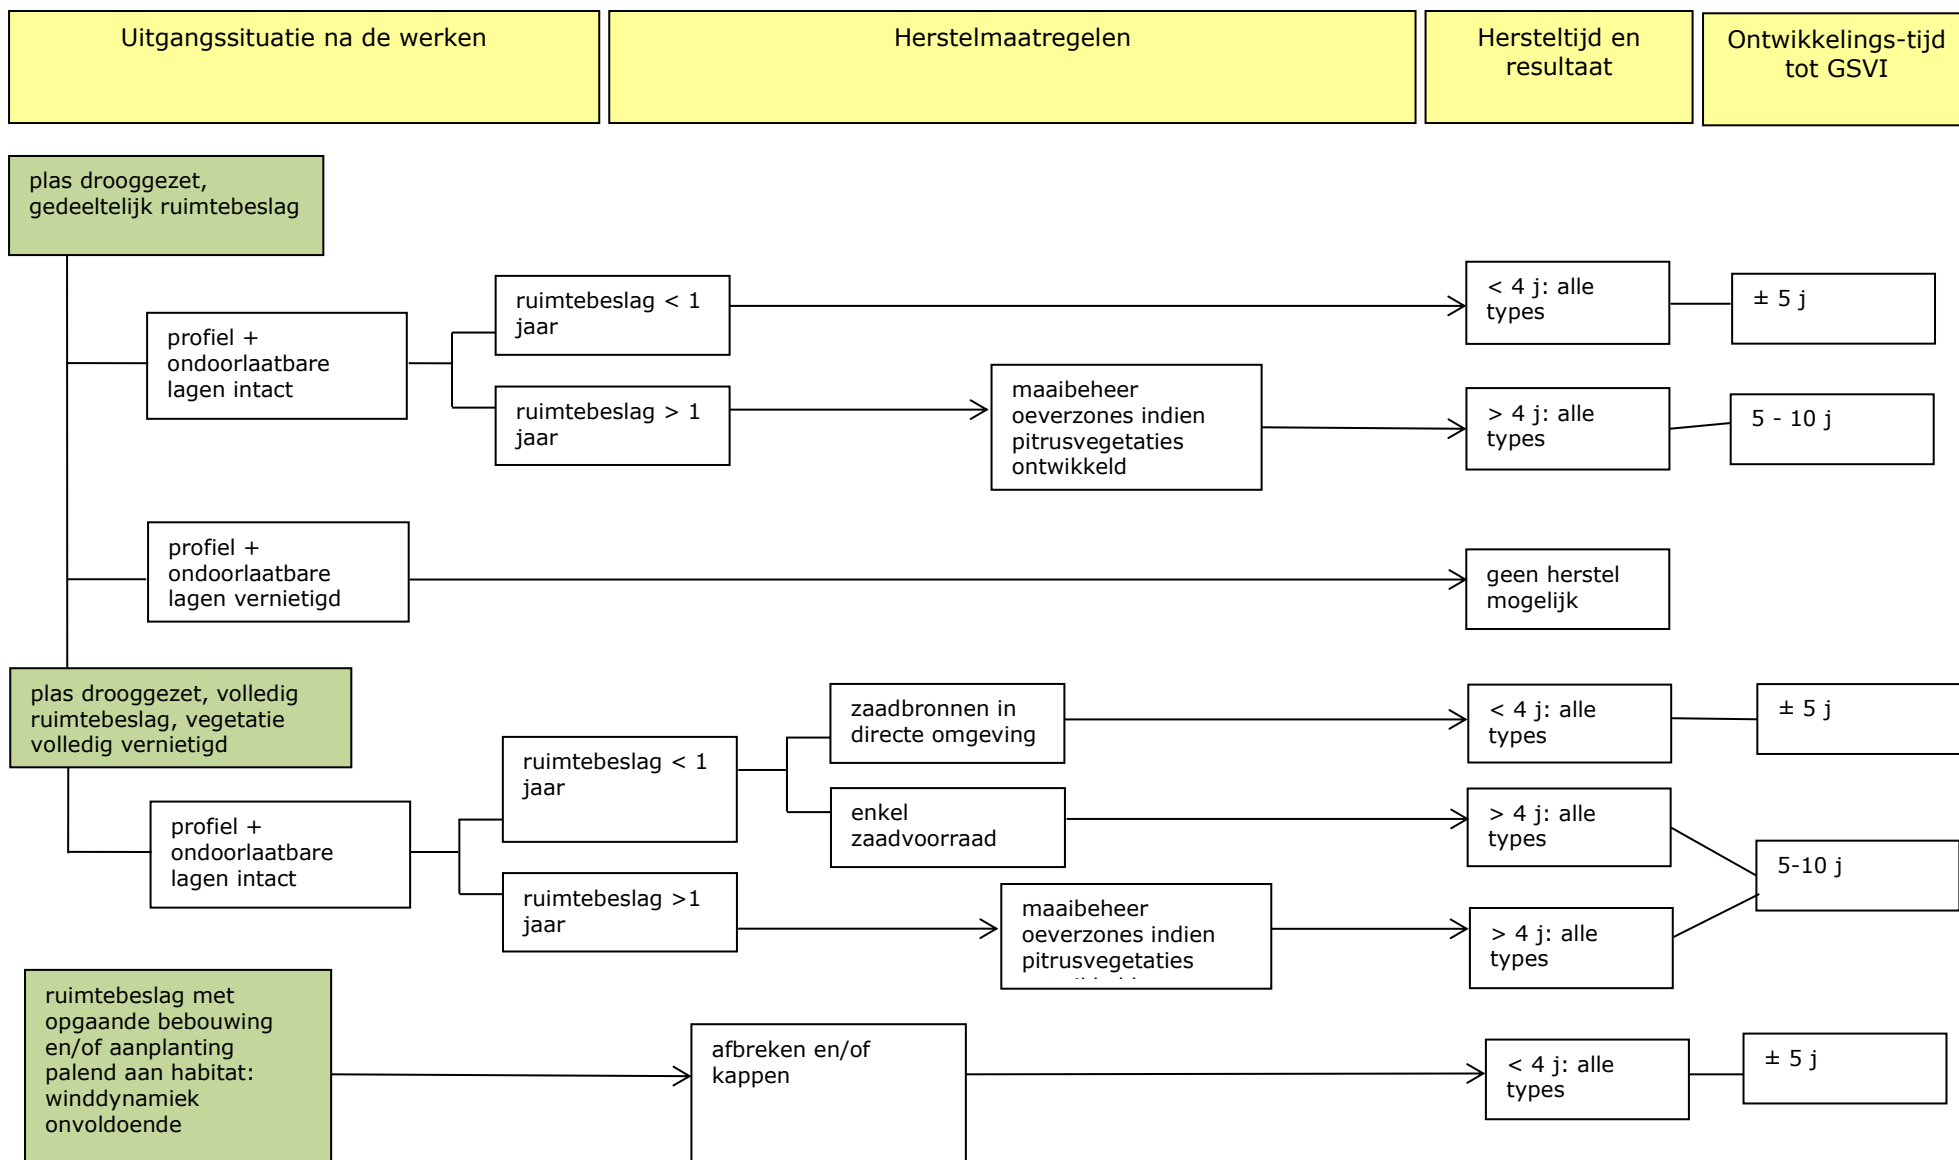 Uitgangssituatie na de werken
Herstelmaatregelen
Hersteltijd en
resultaat
Ontwikkelings-tijd
tot GSVI
plas drooggezet,
gedeeltelijk ruimtebeslag
profiel +
ondoorlaatbare
lagen intact
ruimtebeslag < 1
jaar
< 4 j: alle
types
± 5 j
ruimtebeslag > 1
jaar
maaibeheer
oeverzones indien
pitrusvegetaties
ontwikkeld
> 4 j: alle
types
5 - 10 j
profiel +
ondoorlaatbare
lagen vernietigd
geen herstel
mogelijk
plas drooggezet, volledig
ruimtebeslag, vegetatie
volledig vernietigd
profiel +
ondoorlaatbare
lagen intact
ruimtebeslag < 1
jaar
zaadbronnen in
directe omgeving
< 4 j: alle
types
± 5 j
enkel
zaadvoorraad
> 4 j: alle
types
5-10 j
ruimtebeslag >1
jaar
maaibeheer
oeverzones indien
pitrusvegetaties
> 4 j: alle
types
ruimtebeslag met
opgaande bebouwing
en/of aanplanting
palend aan habitat:
winddynamiek
onvoldoende
afbreken en/of
kappen
< 4 j: alle
types
± 5 j